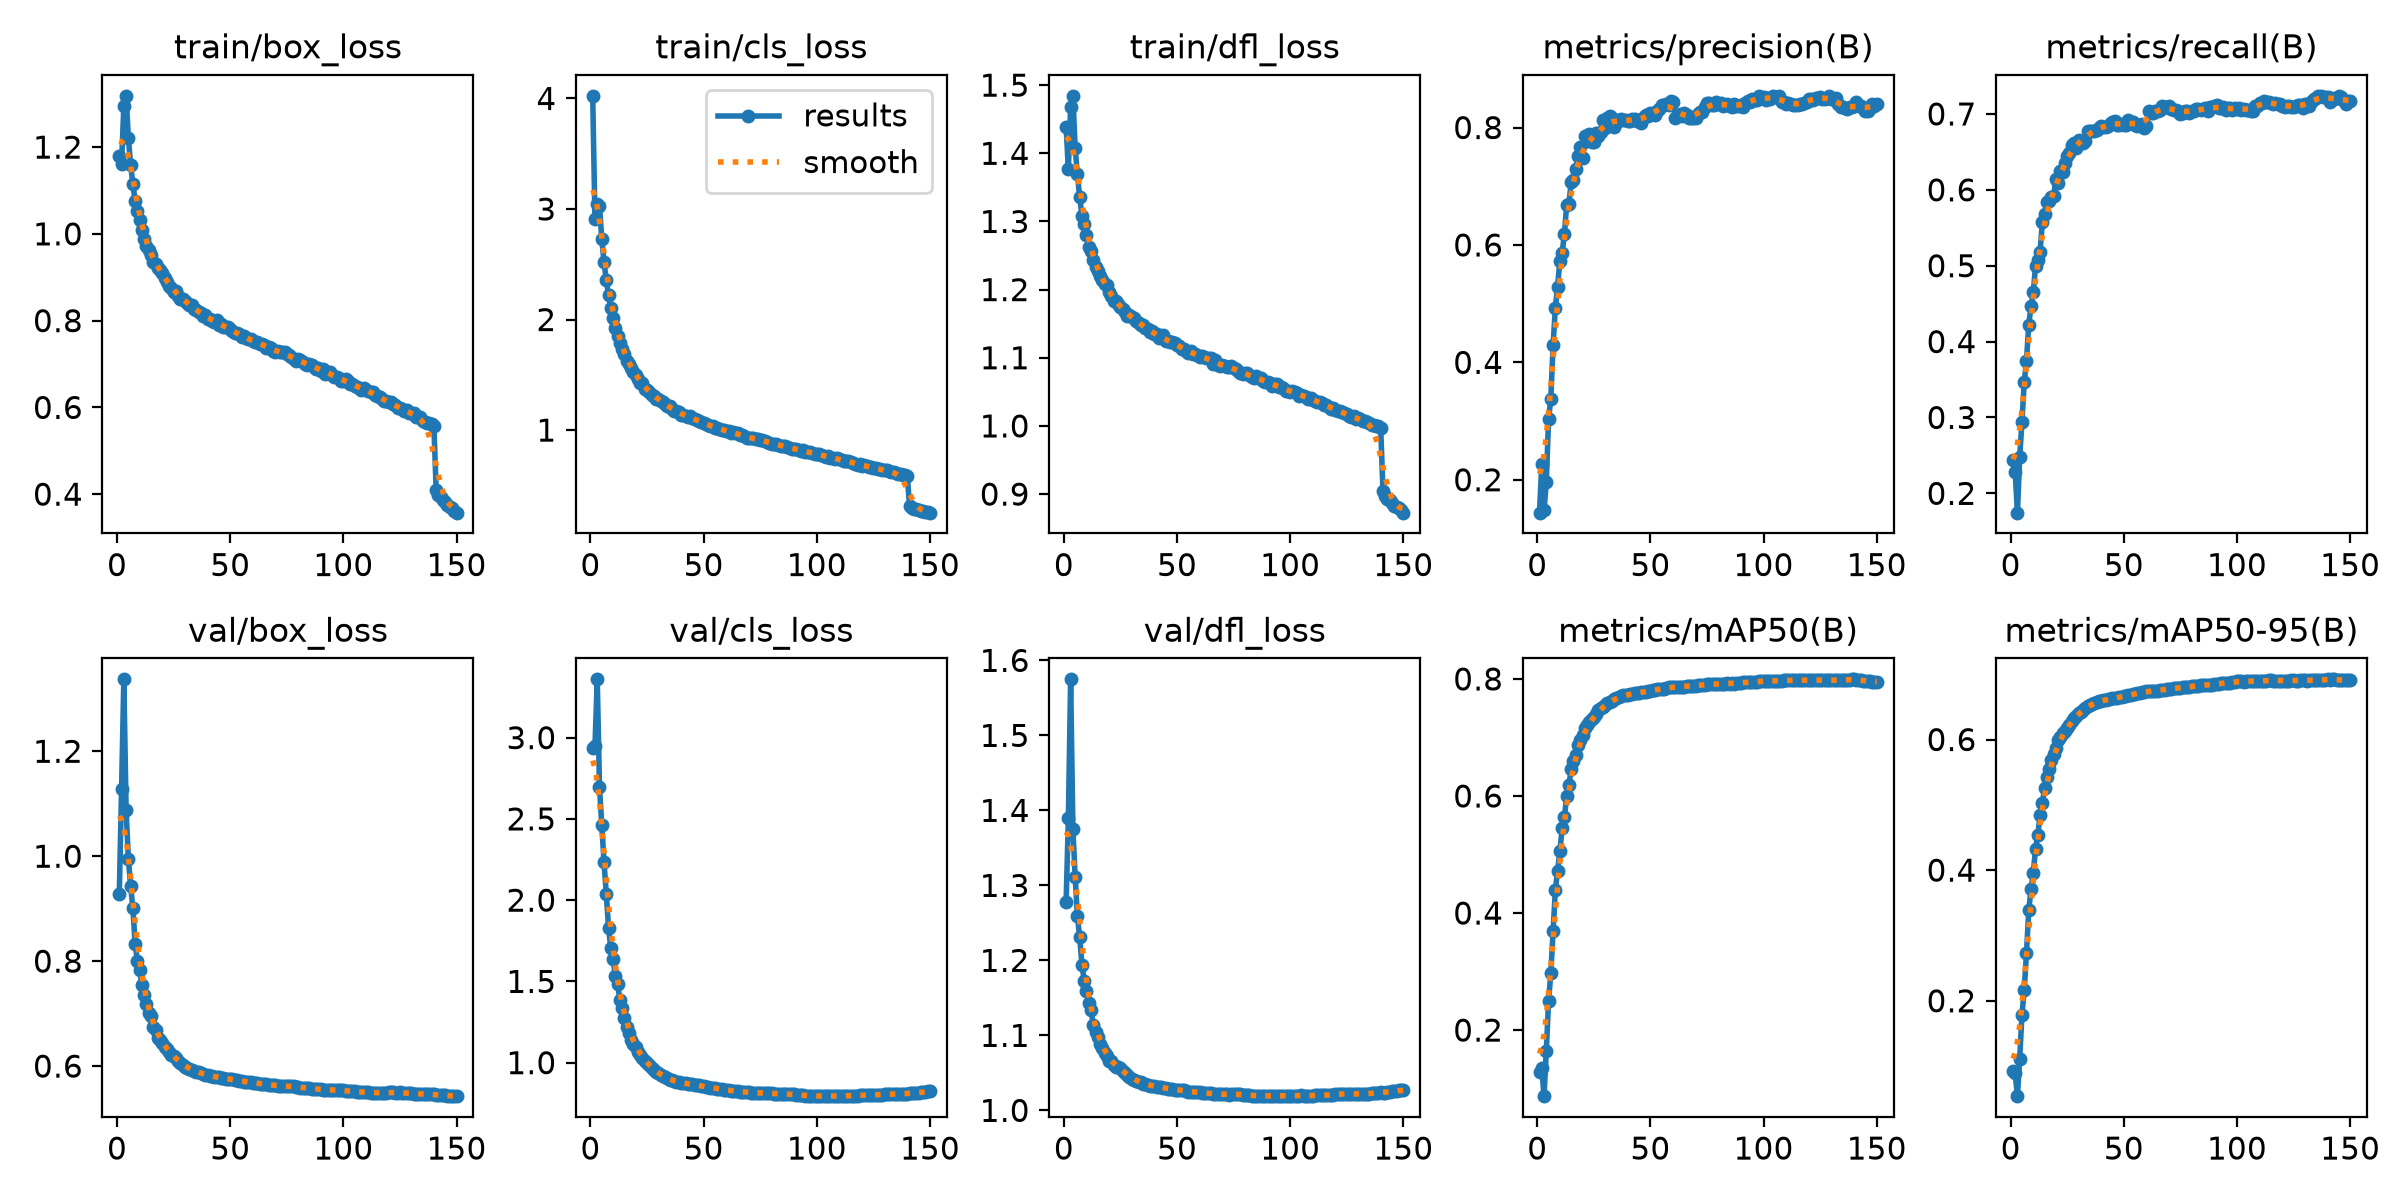 train/box_loss
train/cls_loss
train/dfl_loss
metrics/precision(B)
metrics/recall(B)
1.2
1.0
0.8
0.6
0.4
0 50 100 150
results
smooth
4
3
2
1
0 50 100 150
1.5
1.4
1.3
1.2
1.1
1.0
0.9
0 50 100 150
0.8
0.6
0.4
0.2
0 50 100 150
0.7
0.6
0.5
0.4
0.3
0.2
0 50 100 150
val/box_loss
val/cls_loss
val/dfl_loss
metrics/mAP50(B)
metrics/mAP50-95(B)
1.2
1.0
0.8
0.6
0 50 100 150
3.0
2.5
2.0
1.5
1.0
0 50 100 150
1.6
1.5
1.4
1.3
1.2
1.1
1.0
0 50 100 150
0.8
0.6
0.4
0.2
0 50 100 150
0.6
0.4
0.2
0 50 100 150